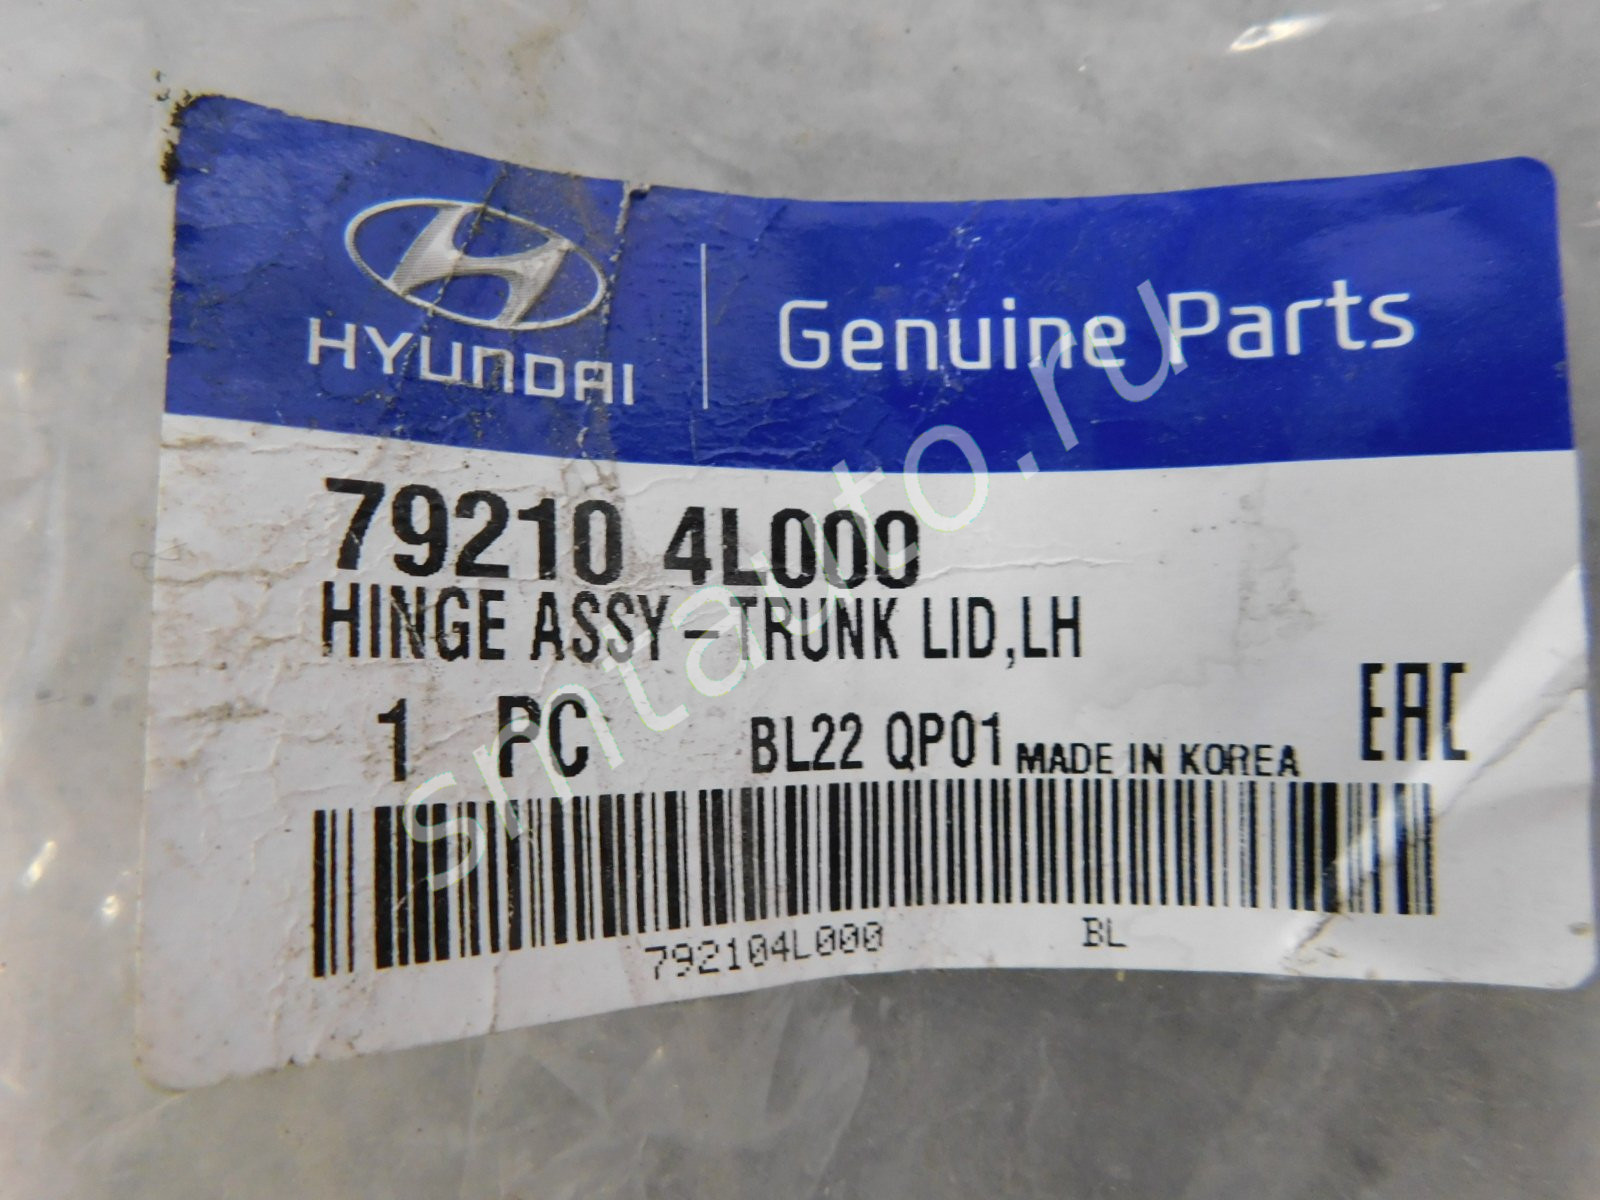 HYUNDAI
Genuine Parts
79210 4L000
HINGE ASSY-TRUNK LID,LH
1 PC BL22 QP01 MADE IN KOREA EAC
792104L000 BL
smtauto.ru